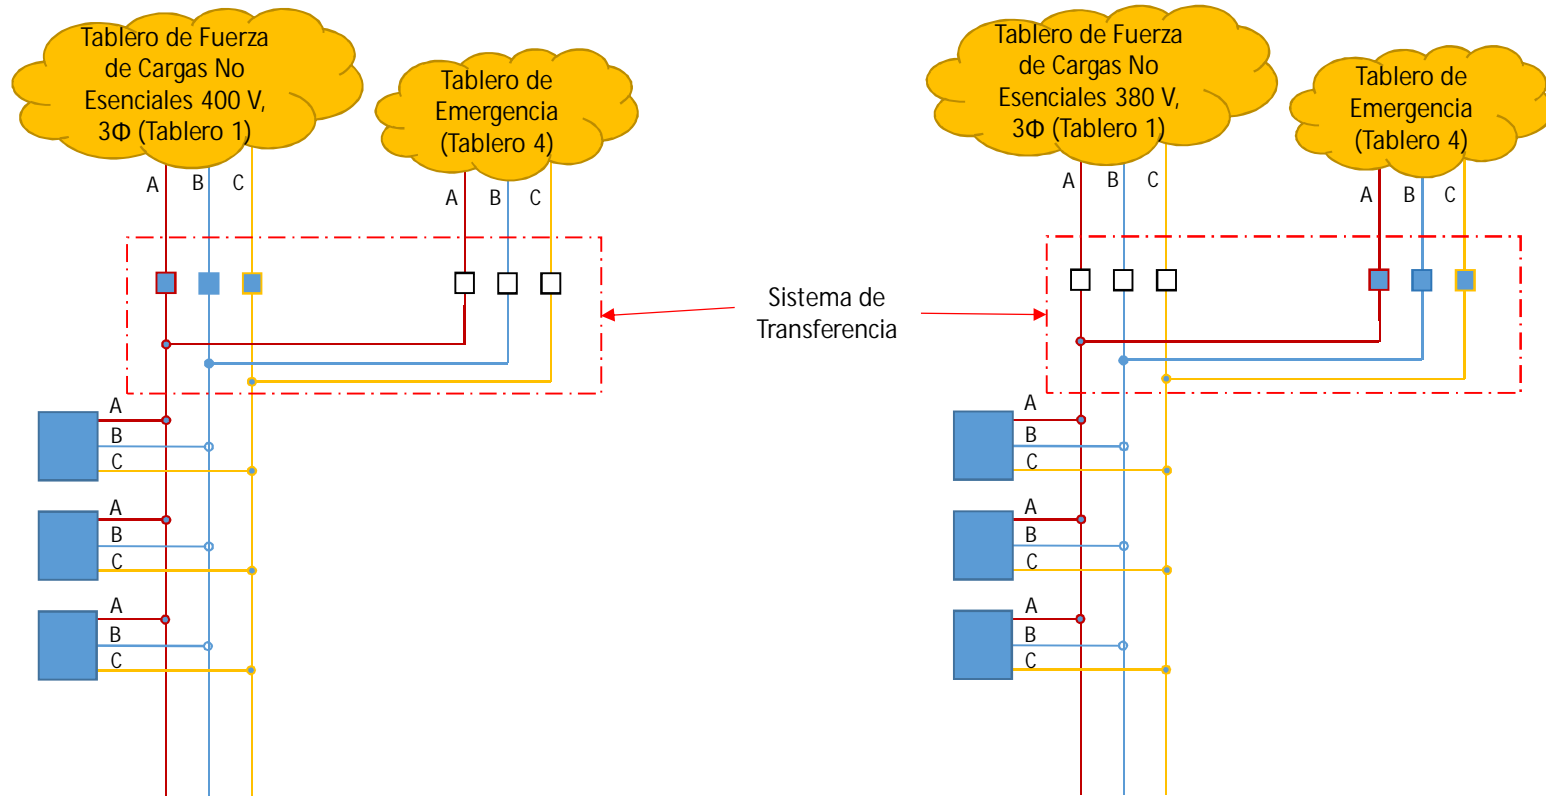 Tablero de Fuerza
de Cargas No
Esenciales 400 V,
3Φ (Tablero 1)
Tablero de
Emergencia
(Tablero 4)
A B C
A B C
A
B
C
A
B
C
A
B
C
Sistema de
Transferencia
Tablero de Fuerza
de Cargas No
Esenciales 380 V,
3Φ (Tablero 1)
Tablero de
Emergencia
(Tablero 4)
A B C
A B C
A
B
C
A
B
C
A
B
C